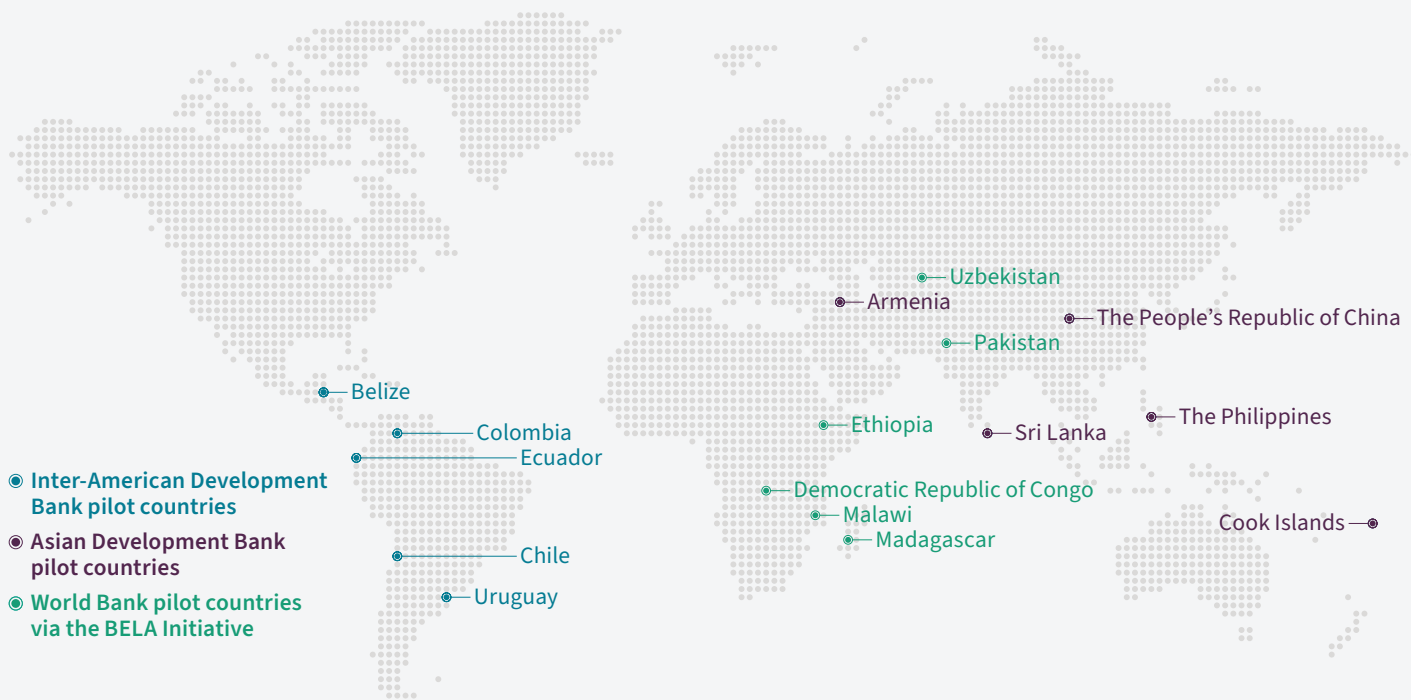 Uzbekistan
Armenia
The People’s Republic of China
Pakistan
Belize
The Philippines
Ethiopia
Colombia
Sri Lanka
Ecuador
Inter-American Development
Bank pilot countries
Democratic Republic of Congo
Malawi
Cook Islands
Asian Development Bank
pilot countries
Madagascar
Chile
Uruguay
World Bank pilot countries
via the BELA Initiative